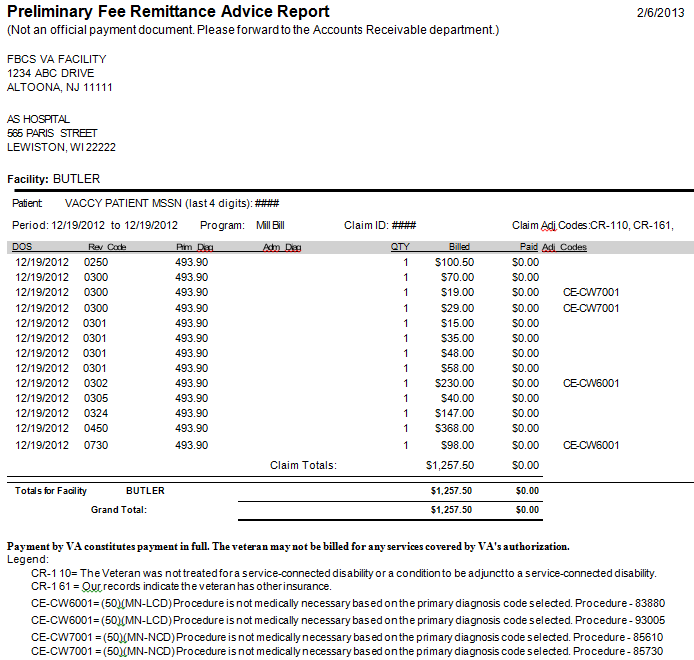 Preliminary Fee Remittance Advice Report 2/6/2013
(Not an official payment document. Please forward to the Accounts Receivable department.)
FBCS VA FACILITY
1234 ABC DRIVE
ALTOONA, NJ 11111
AS HOSPITAL
565 PARIS STREET
LEWISTON, WI 22222
Facility: BUTLER
Patient: VACCY PATIENT MSSN (last 4 digits): ####
Period: 12/19/2012 to 12/19/2012 Program: Mill Bill Claim ID: #### Claim Adj Codes:CR-110, CR-161,
DOS Rev Code Prim Diag Adm Diag QTY Billed Paid Adj Codes
12/19/2012 0250 493.90 1 $100.50 $0.00
12/19/2012 0300 493.90 1 $70.00 $0.00
12/19/2012 0300 493.90 1 $19.00 $0.00 CE-CW7001
12/19/2012 0300 493.90 1 $29.00 $0.00 CE-CW7001
12/19/2012 0301 493.90 1 $15.00 $0.00
12/19/2012 0301 493.90 1 $35.00 $0.00
12/19/2012 0301 493.90 1 $48.00 $0.00
12/19/2012 0301 493.90 1 $58.00 $0.00
12/19/2012 0302 493.90 1 $230.00 $0.00 CE-CW6001
12/19/2012 0305 493.90 1 $40.00 $0.00
12/19/2012 0324 493.90 1 $147.00 $0.00
12/19/2012 0450 493.90 1 $368.00 $0.00
12/19/2012 0730 493.90 1 $98.00 $0.00 CE-CW6001
Claim Totals: $1,257.50 $0.00
Totals for Facility BUTLER $1,257.50 $0.00
Grand Total: $1,257.50 $0.00
Payment by VA constitutes payment in full. The veteran may not be billed for any services covered by VA's authorization.
Legend:
CR-1 10= The Veteran was not treated for a service-connected disability or a condition to be adjunct to a service-connected disability.
CR-1 61 = Our records indicate the veteran has other insurance.
CE-CW6001= (50)(MN-LCD) Procedure is not medically necessary based on the primary diagnosis code selected. Procedure - 83880
CE-CW6001= (50)(MN-LCD) Procedure is not medically necessary based on the primary diagnosis code selected. Procedure - 93005
CE-CW7001 = (50)(MN-NCD) Procedure is not medically necessary based on the primary diagnosis code selected. Procedure - 85610
CE-CW7001 = (50)(MN-NCD) Procedure is not medically necessary based on the primary diagnosis code selected. Procedure - 85730